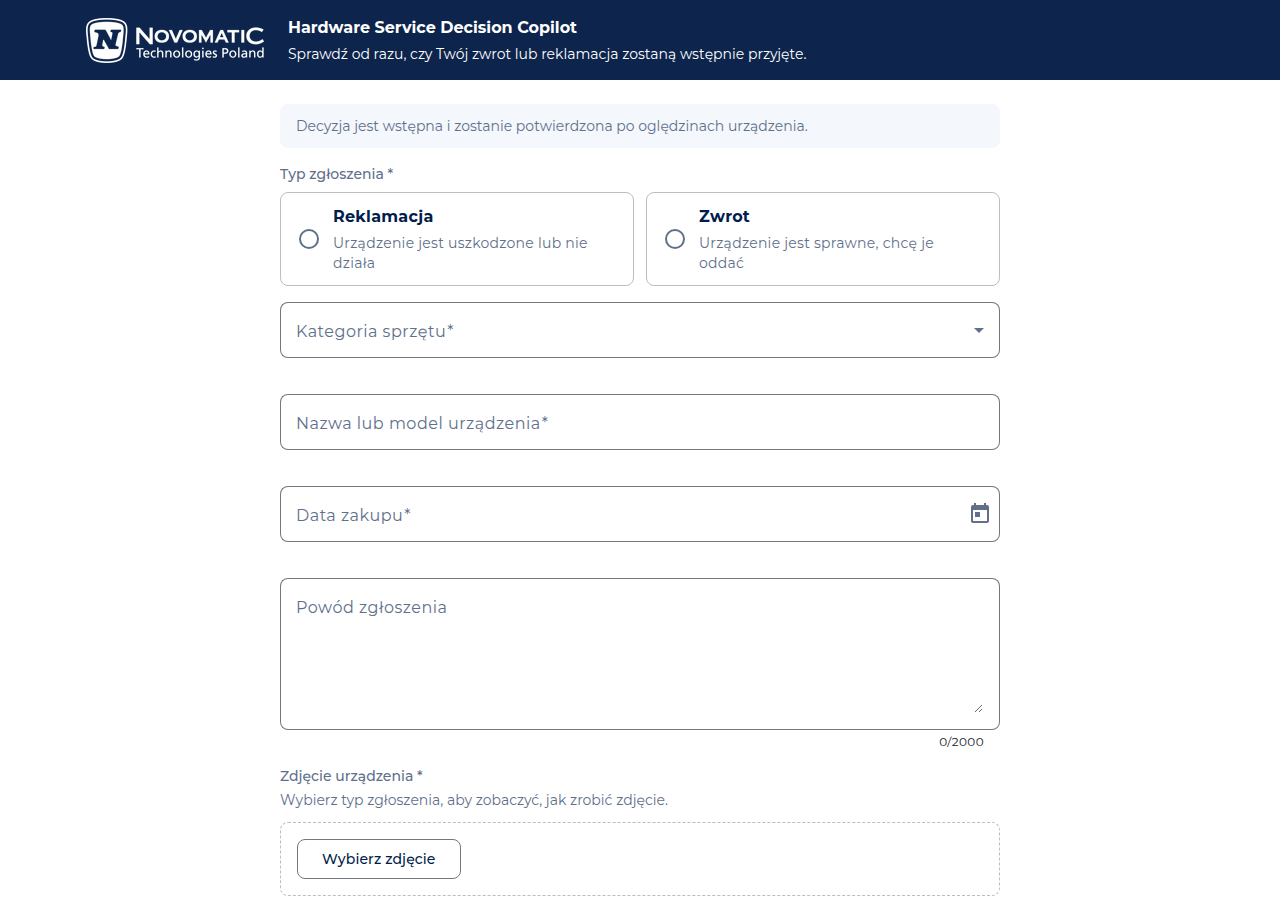 NOVOMATIC
Technologies Poland
Hardware Service Decision Copilot
Sprawdź od razu, czy Twój zwrot lub reklamacja zostaną wstępnie przyjęte.
Decyzja jest wstępna i zostanie potwierdzona po oględzinach urządzenia.
Typ zgłoszenia *
Reklamacja
Urządzenie jest uszkodzone lub nie
działa
Zwrot
Urządzenie jest sprawne, chcę je
oddać
Kategoria sprzętu*
Nazwa lub model urządzenia*
Data zakupu*
Powód zgłoszenia
0/2000
Zdjęcie urządzenia *
Wybierz typ zgłoszenia, aby zobaczyć, jak zrobić zdjęcie.
Wybierz zdjęcie